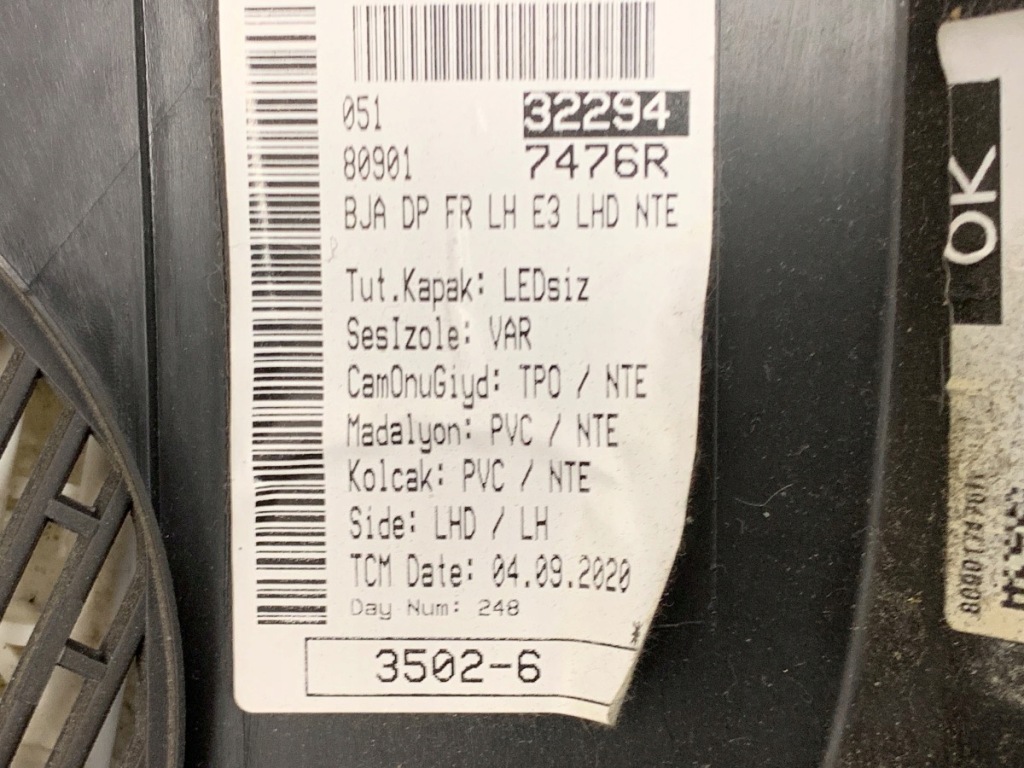 051 32294
80901 7476R
BJA DP FR LH E3 LHD NTE
Tut.Kapak: LEDsiz
SesIzole: VAR
CamOnuGiyd: TPO / NTE
Madalyon: PVC / NTE
Kolcak: PVC / NTE
Side: LHD / LH
TCM Date: 04.09.2020
Day Num: 248
*
3502-6
OK